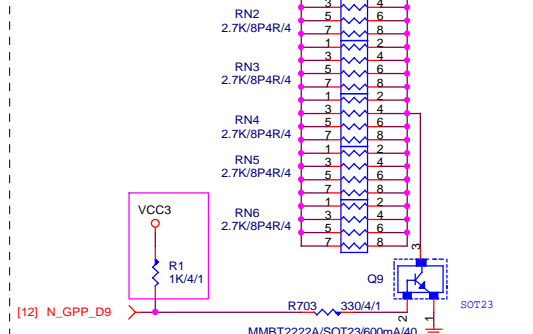 3 4
RN2
5 6
2.7K/8P4R/4
7 8
1 2
3 4
RN3
5 6
2.7K/8P4R/4
7 8
1 2
3 4
RN4
5 6
2.7K/8P4R/4
7 8
1 2
RN5
3 4
2.7K/8P4R/4
5 6
7 8
1 2
RN6
3 4
2.7K/8P4R/4
5 6
7 8
VCC3
3
R1
1K/4/1
Q9
SOT23
R703 330/4/1
[12] N_GPP_D9
2 1
MMBT2222A/SOT23/600mA/40